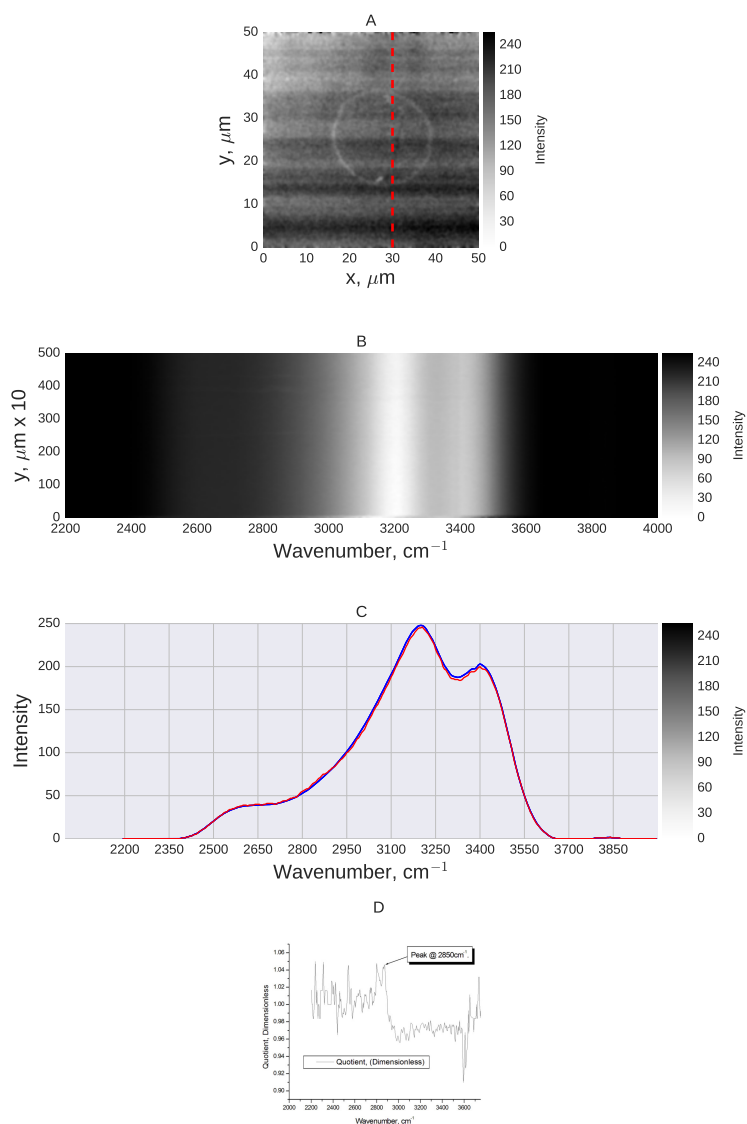 A
50
40
30
20
10
0
y, μm
0 10 20 30 40 50
x, μm
240
210
180
150
120
90
60
30
0
Intensity
B
500
400
300
200
100
0
y, μm x 10
2200 2400 2600 2800 3000 3200 3400 3600 3800 4000
Wavenumber, cm⁻¹
240
210
180
150
120
90
60
30
0
Intensity
C
250
200
150
100
50
0
Intensity
2200 2350 2500 2650 2800 2950 3100 3250 3400 3550 3700 3850
Wavenumber, cm⁻¹
240
210
180
150
120
90
60
30
0
Intensity
D
1.06
1.04
1.02
1.00
0.98
0.96
0.94
0.92
0.90
Quotient, Dimensionless
Peak @ 2850cm⁻¹.
Quotient, (Dimensionless)
2000 2200 2400 2600 2800 3000 3200 3400 3600
Wavenumber, cm⁻¹